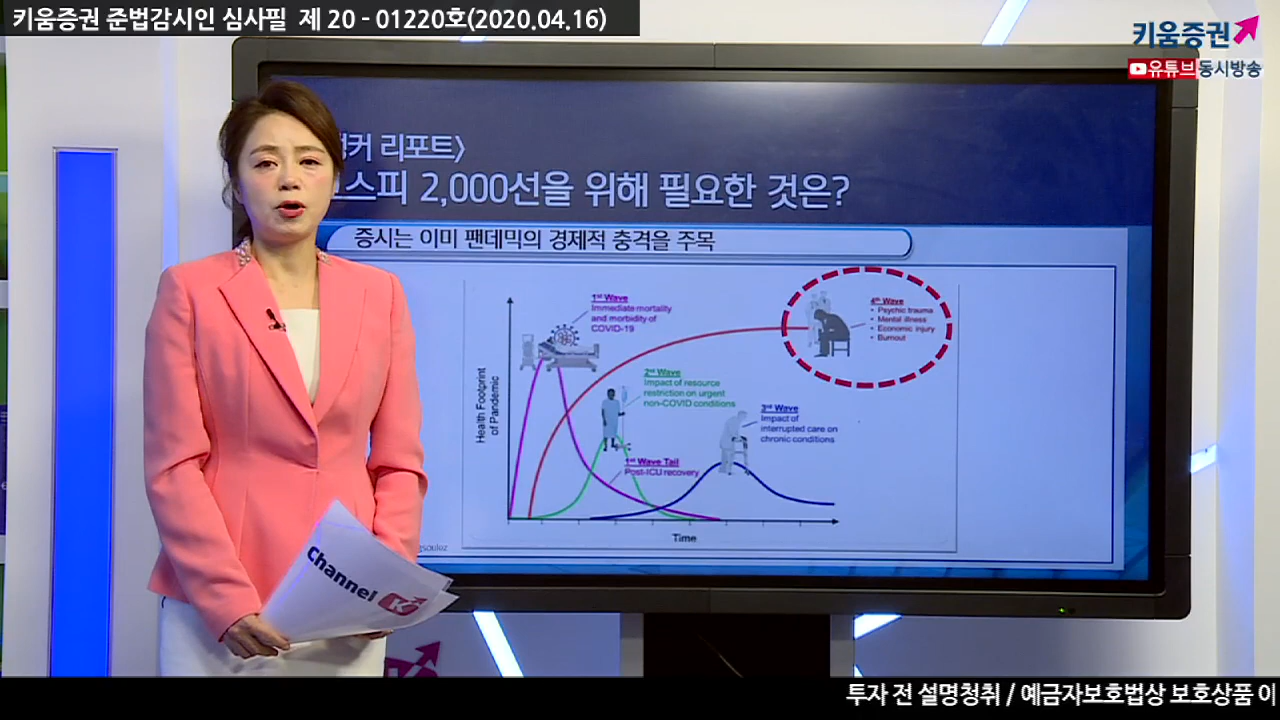 키움증권 준법감시인 심사필 제 20 - 01220호(2020.04.16)
키움증권
유튜브동시방송
커 리포트〉
스피 2,000선을 위해 필요한 것은?
증시는 이미 팬데믹의 경제적 충격을 주목
1st Wave
Immediate mortality
and morbidity of
COVID-19
4th Wave
• Psychic trauma
• Mental illness
• Economic injury
• Burnout
2nd Wave
Impact of resource
restriction on urgent
non-COVID conditions
3rd Wave
Impact of
interrupted care on
chronic conditions
1st Wave Tail
Post-ICU recovery
Health Footprint
of Pandemic
Time
Channel K
투자 전 설명청취 / 예금자보호법상 보호상품 이